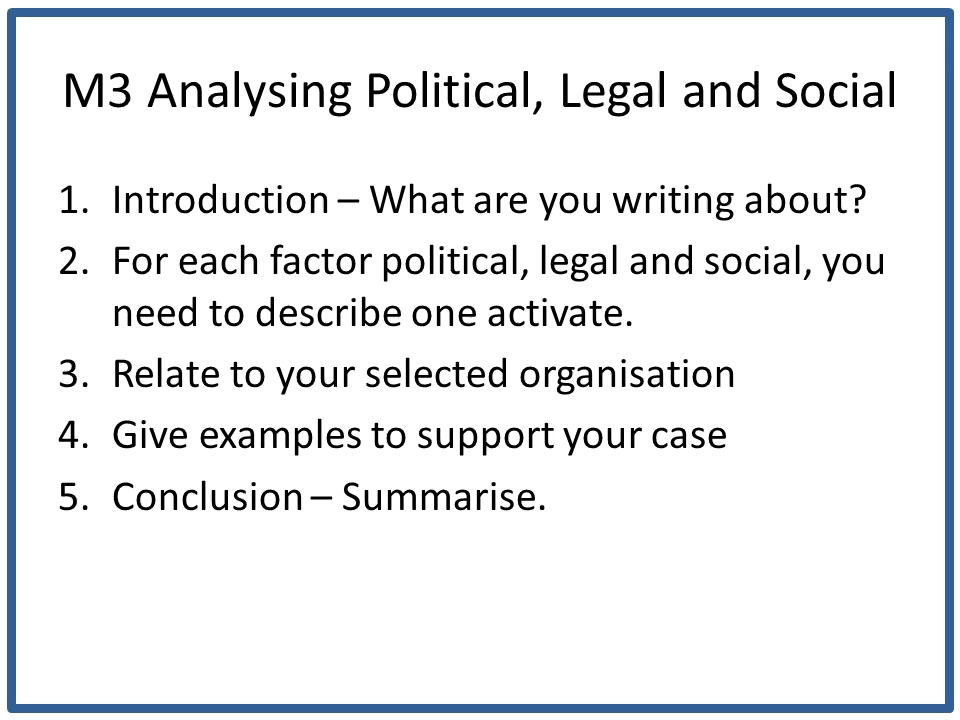 M3 Analysing Political, Legal and Social
1. Introduction – What are you writing about?
2. For each factor political, legal and social, you
need to describe one activate.
3. Relate to your selected organisation
4. Give examples to support your case
5. Conclusion – Summarise.